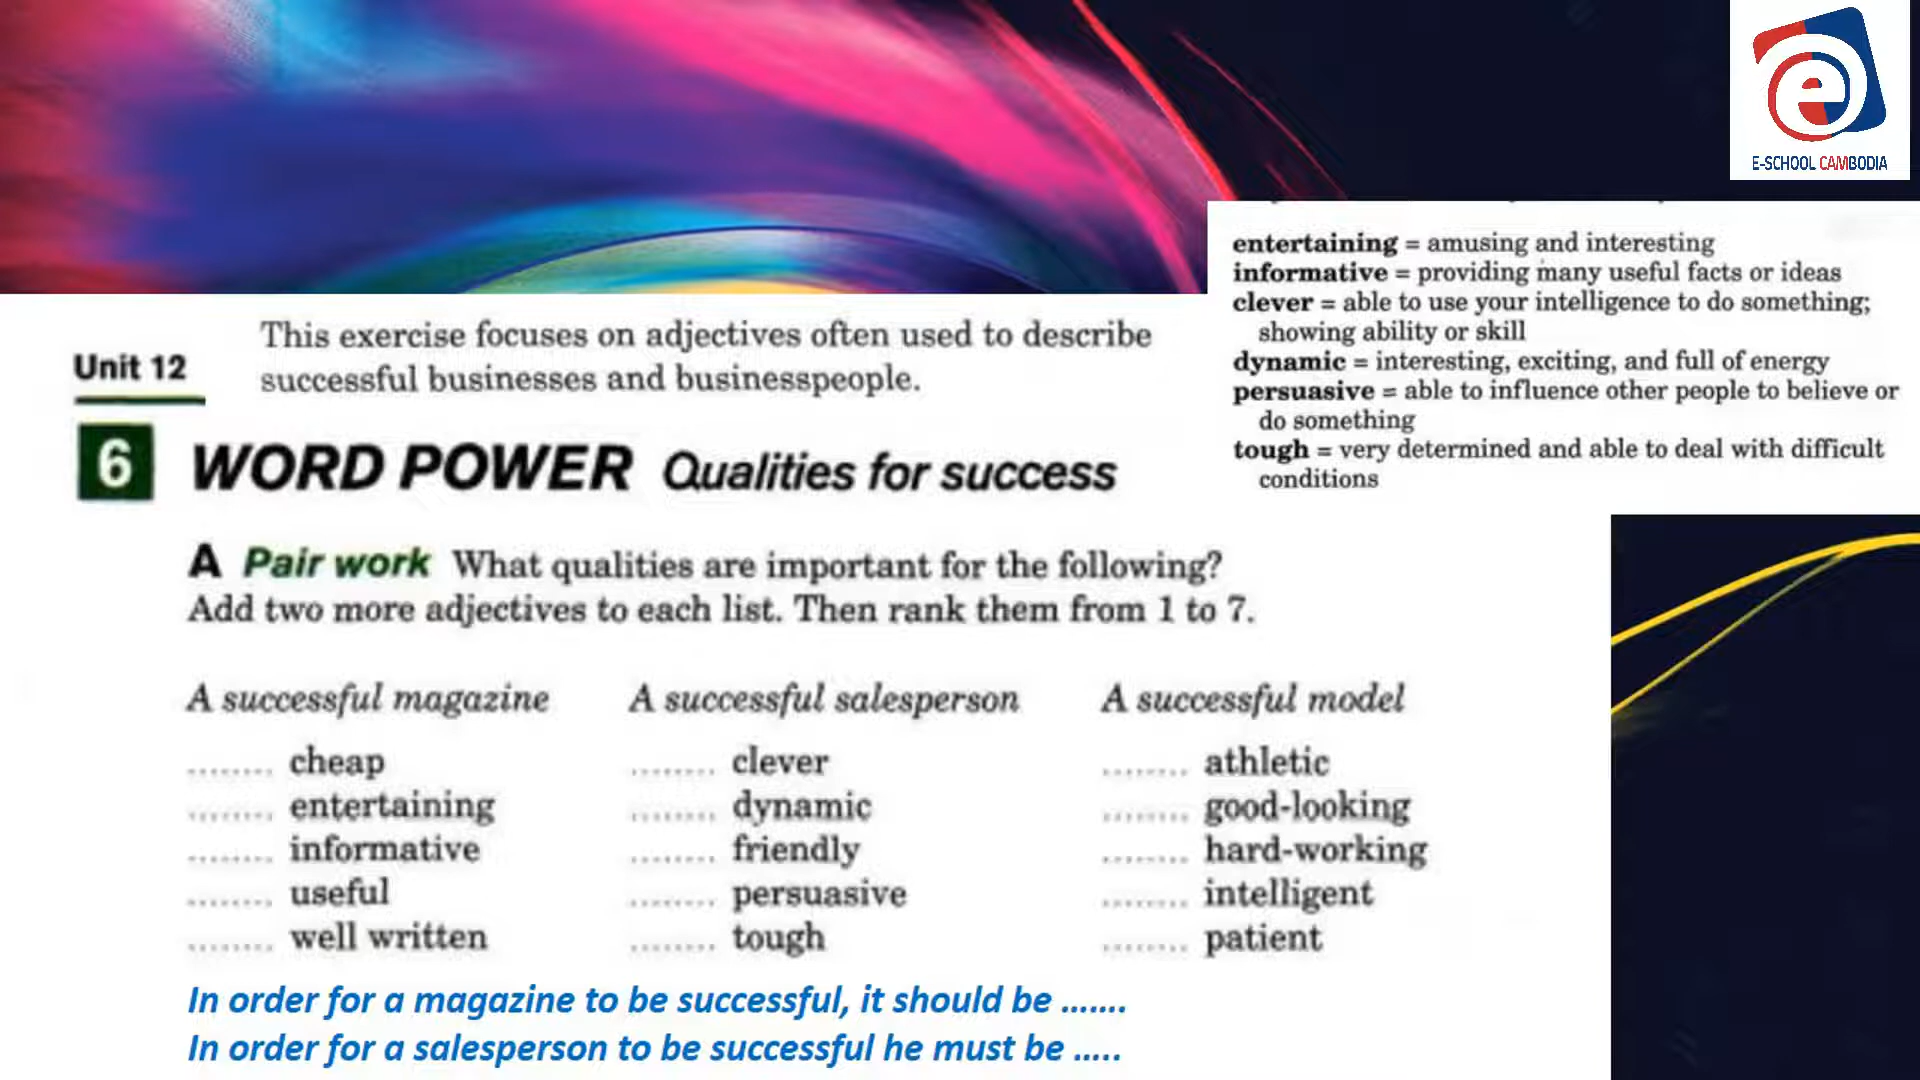 E-SCHOOL CAMBODIA
entertaining = amusing and interesting
informative = providing many useful facts or ideas
clever = able to use your intelligence to do something;
showing ability or skill
dynamic = interesting, exciting, and full of energy
persuasive = able to influence other people to believe or
do something
tough = very determined and able to deal with difficult
conditions
Unit 12
This exercise focuses on adjectives often used to describe
successful businesses and businesspeople.
6 WORD POWER Qualities for success
A Pair work What qualities are important for the following?
Add two more adjectives to each list. Then rank them from 1 to 7.
A successful magazine
........ cheap
........ entertaining
........ informative
........ useful
........ well written
A successful salesperson
........ clever
........ dynamic
........ friendly
........ persuasive
........ tough
A successful model
........ athletic
........ good-looking
........ hard-working
........ intelligent
........ patient
In order for a magazine to be successful, it should be .......
In order for a salesperson to be successful he must be .....